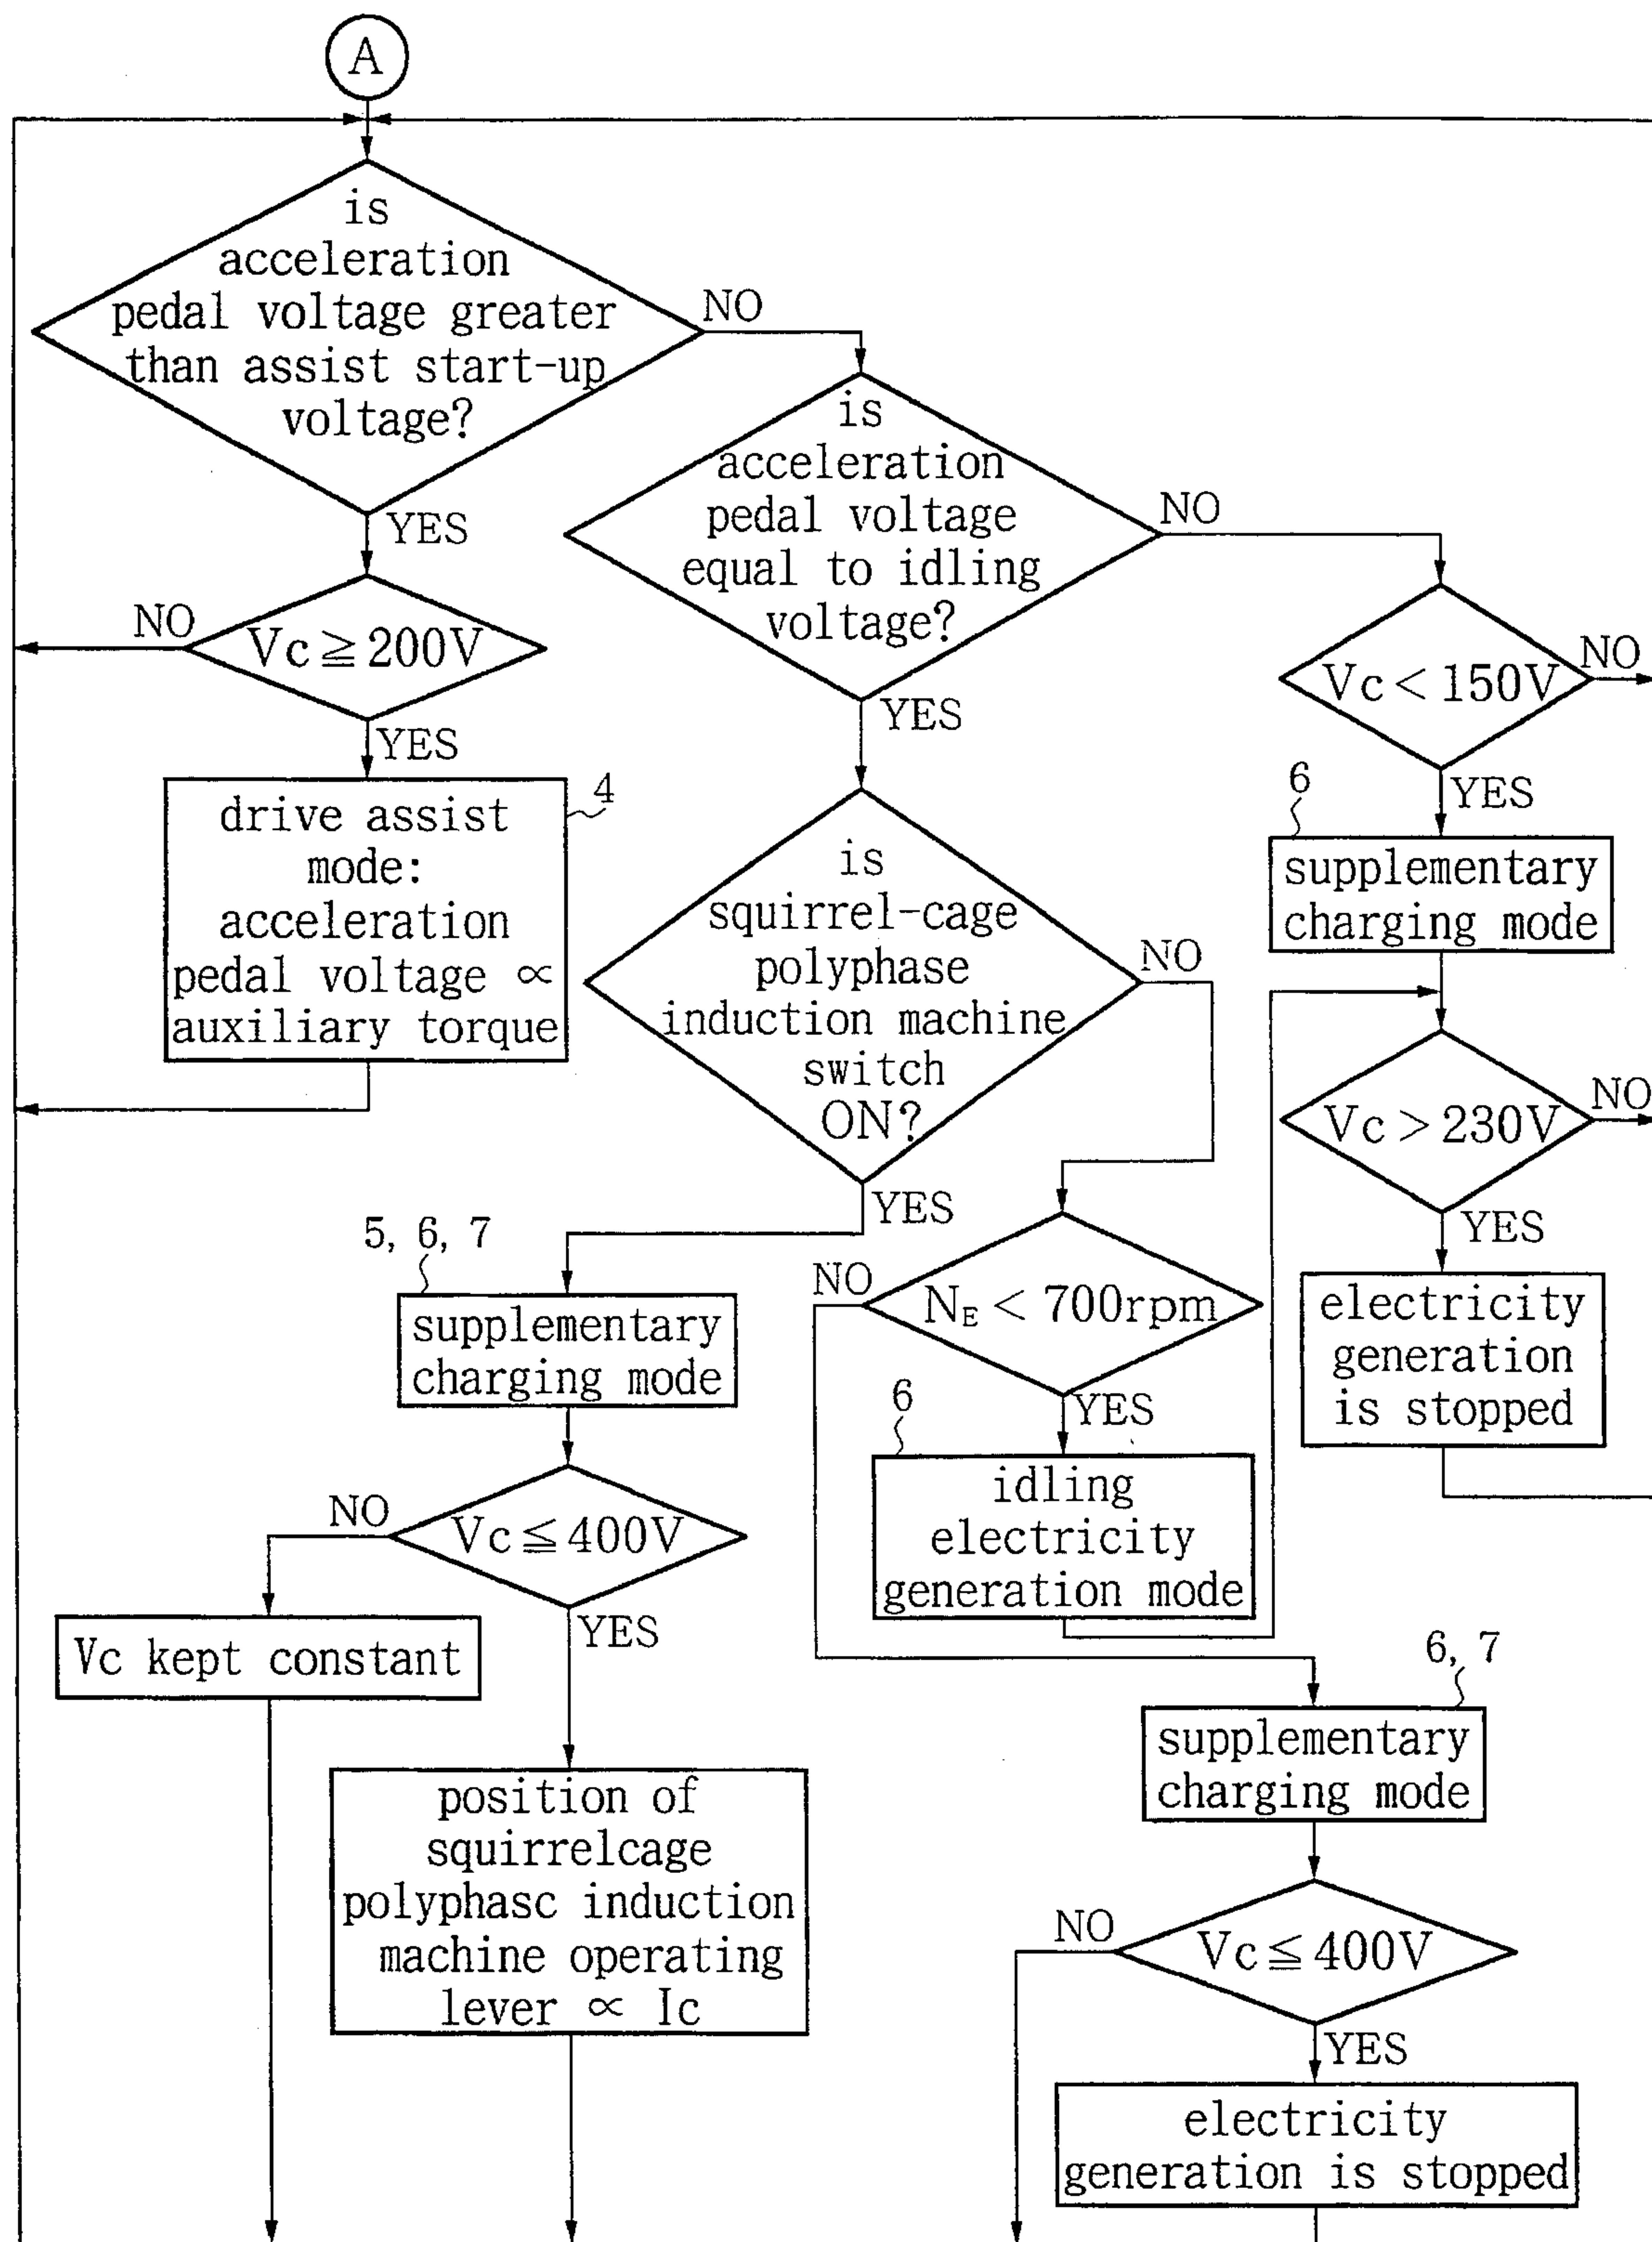 A
is
acceleration
pedal voltage greater
than assist start-up
voltage?
NO
YES
is
acceleration
pedal voltage
equal to idling
voltage?
NO
YES
NO
Vc ≧ 200V
YES
Vc < 150V
NO
YES
drive assist
mode:
acceleration
pedal voltage ∝
auxiliary torque
4
is
squirrel-cage
polyphase
induction machine
switch
ON?
NO
YES
6
supplementary
charging mode
Vc > 230V
NO
YES
electricity
generation
is stopped
5, 6, 7
supplementary
charging mode
NO
N_E < 700rpm
YES
6
idling
electricity
generation mode
NO
Vc ≦ 400V
YES
Vc kept constant
position of
squirrelcage
polyphasc induction
machine operating
lever ∝ Ic
6, 7
supplementary
charging mode
NO
Vc ≦ 400V
YES
electricity
generation is stopped